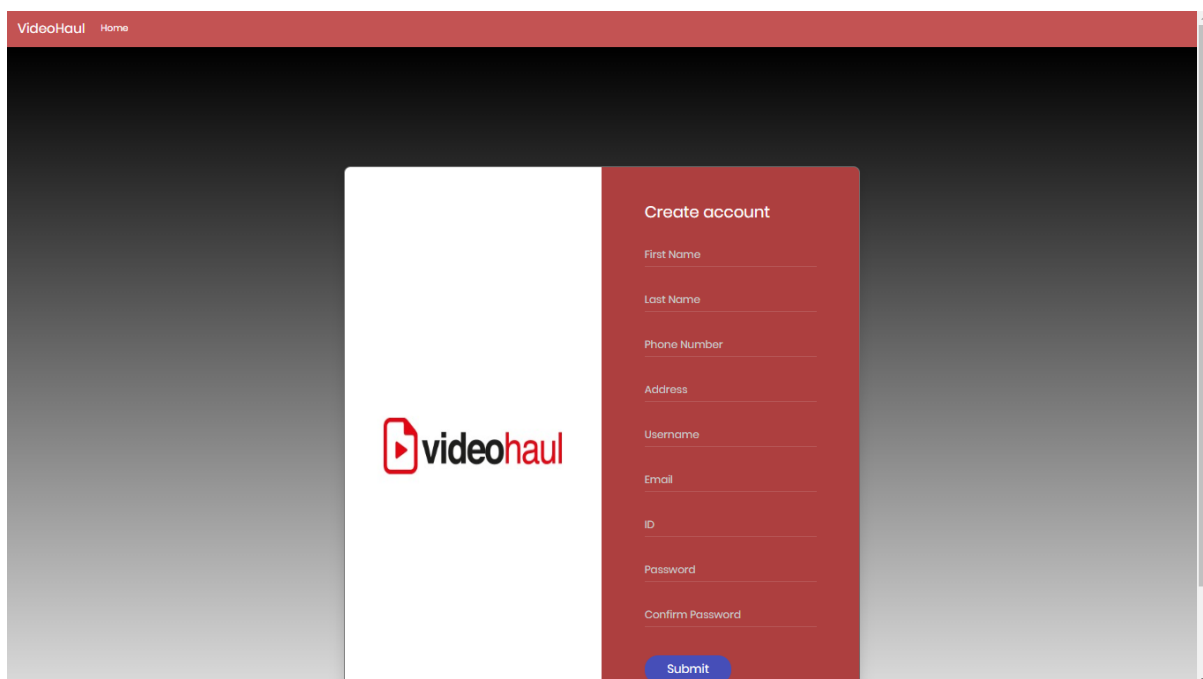 VideoHaul Home
videohaul
Create account
First Name
Last Name
Phone Number
Address
Username
Email
ID
Password
Confirm Password
Submit